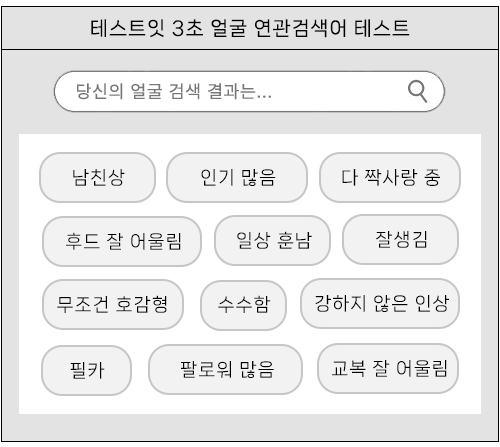 테스트잇 3초 얼굴 연관검색어 테스트
당신의 얼굴 검색 결과는...
남친상 인기 많음 다 짝사랑 중
후드 잘 어울림 일상 훈남 잘생김
무조건 호감형 수수함 강하지 않은 인상
필카 팔로워 많음 교복 잘 어울림